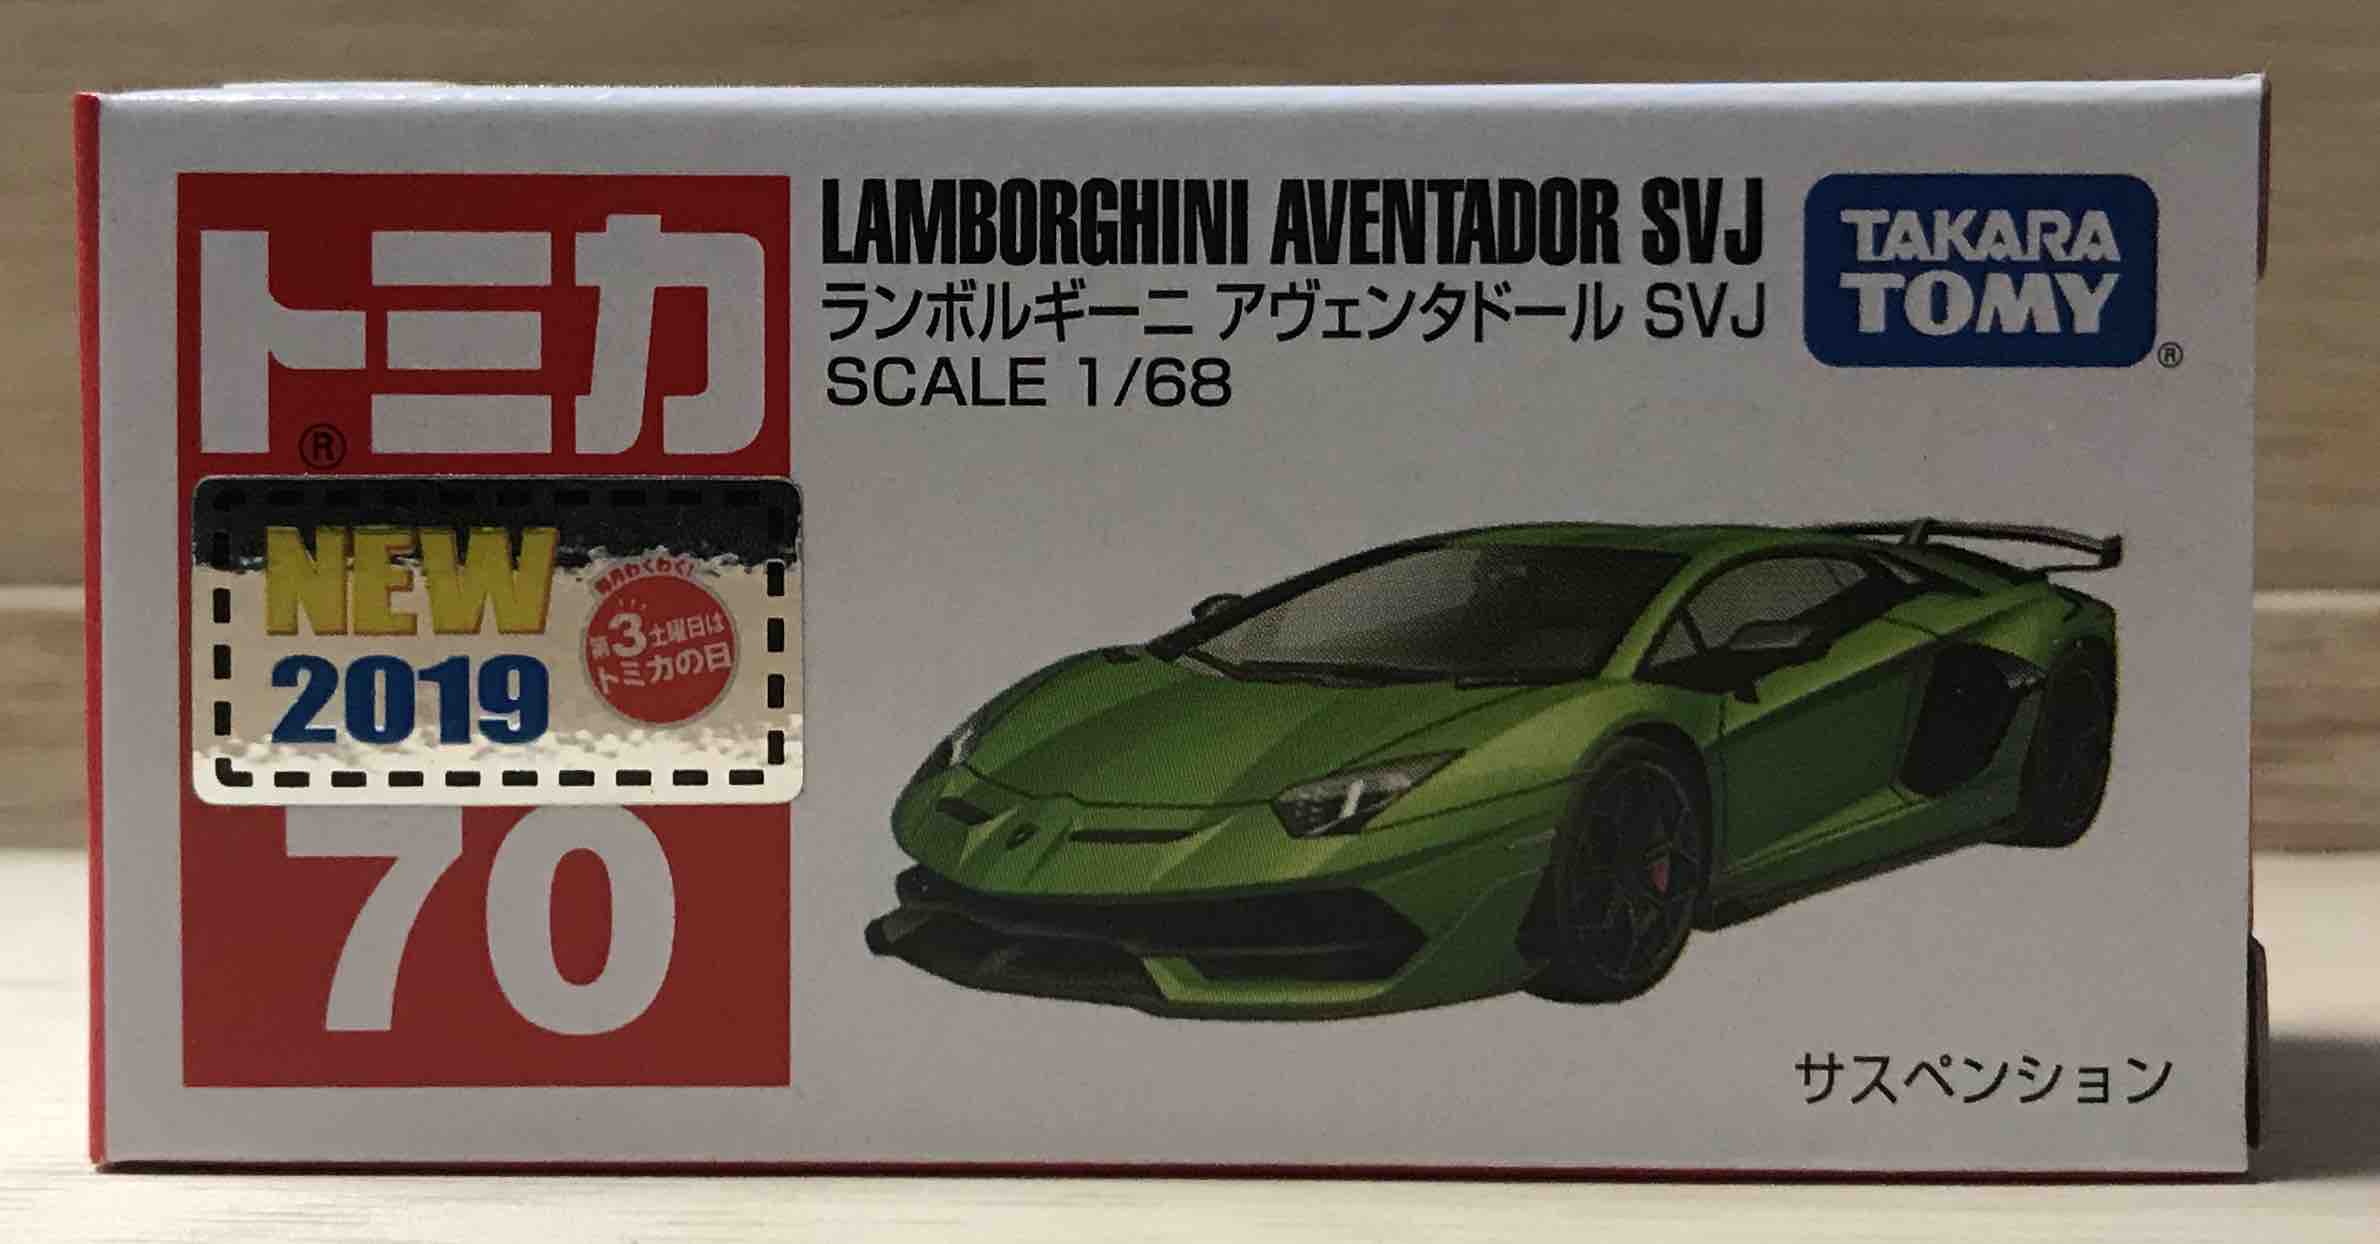 トミカ
®
LAMBORGHINI AVENTADOR SVJ
ランボルギーニ アヴェンタドール SVJ
SCALE 1/68
TAKARA
TOMY
®
NEW
2019
毎月わくわく!
第3土曜日は
トミカの日
70
サスペンション